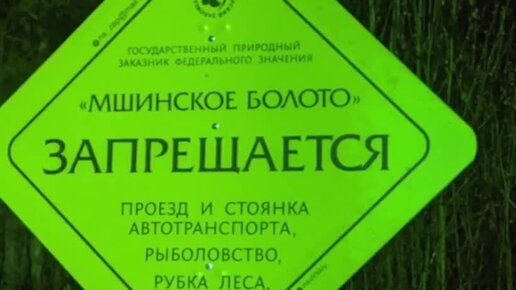 ГОСУДАРСТВЕННЫЙ ПРИРОДНЫЙ
ЗАКАЗНИК ФЕДЕРАЛЬНОГО ЗНАЧЕНИЯ
«МШИНСКОЕ БОЛОТО»
ЗАПРЕЩАЕТСЯ
ПРОЕЗД И СТОЯНКА
АВТОТРАНСПОРТА,
РЫБОЛОВСТВО,
РУБКА ЛЕСА,